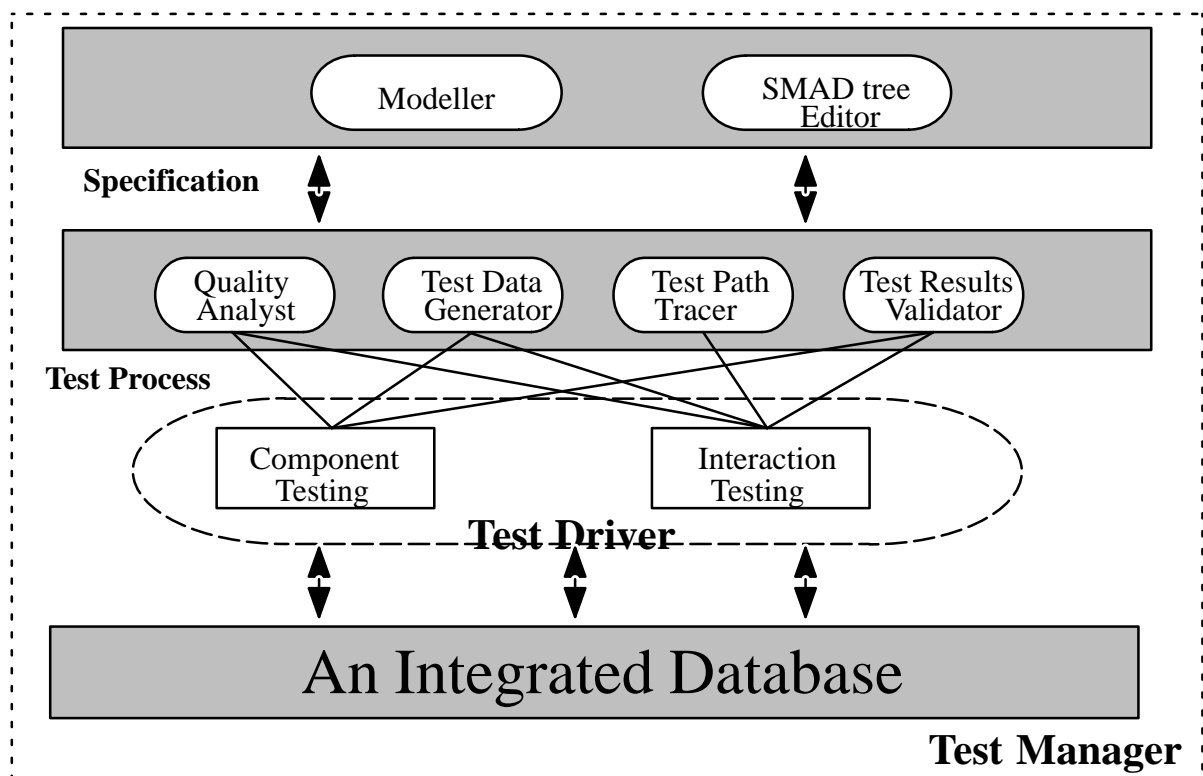 Modeller
SMAD tree
Editor
Specification
Quality
Analyst
Test Data
Generator
Test Path
Tracer
Test Results
Validator
Test Process
Component
Testing
Interaction
Testing
Test Driver
An Integrated Database
Test Manager